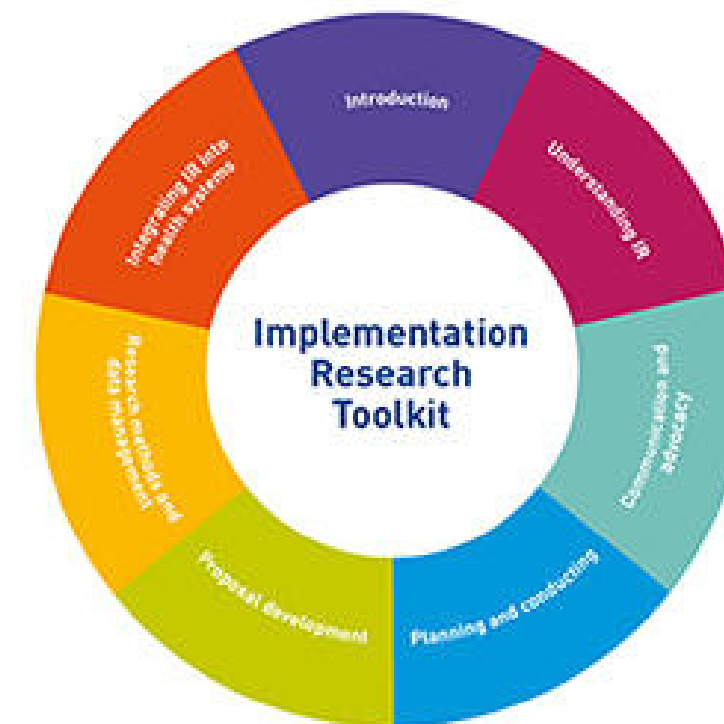 Introduction
Understanding IR
Communication and
advocacy
Planning and conducting
Proposal development
Research methods and
data management
Integrating IR into
health systems
Implementation
Research
Toolkit